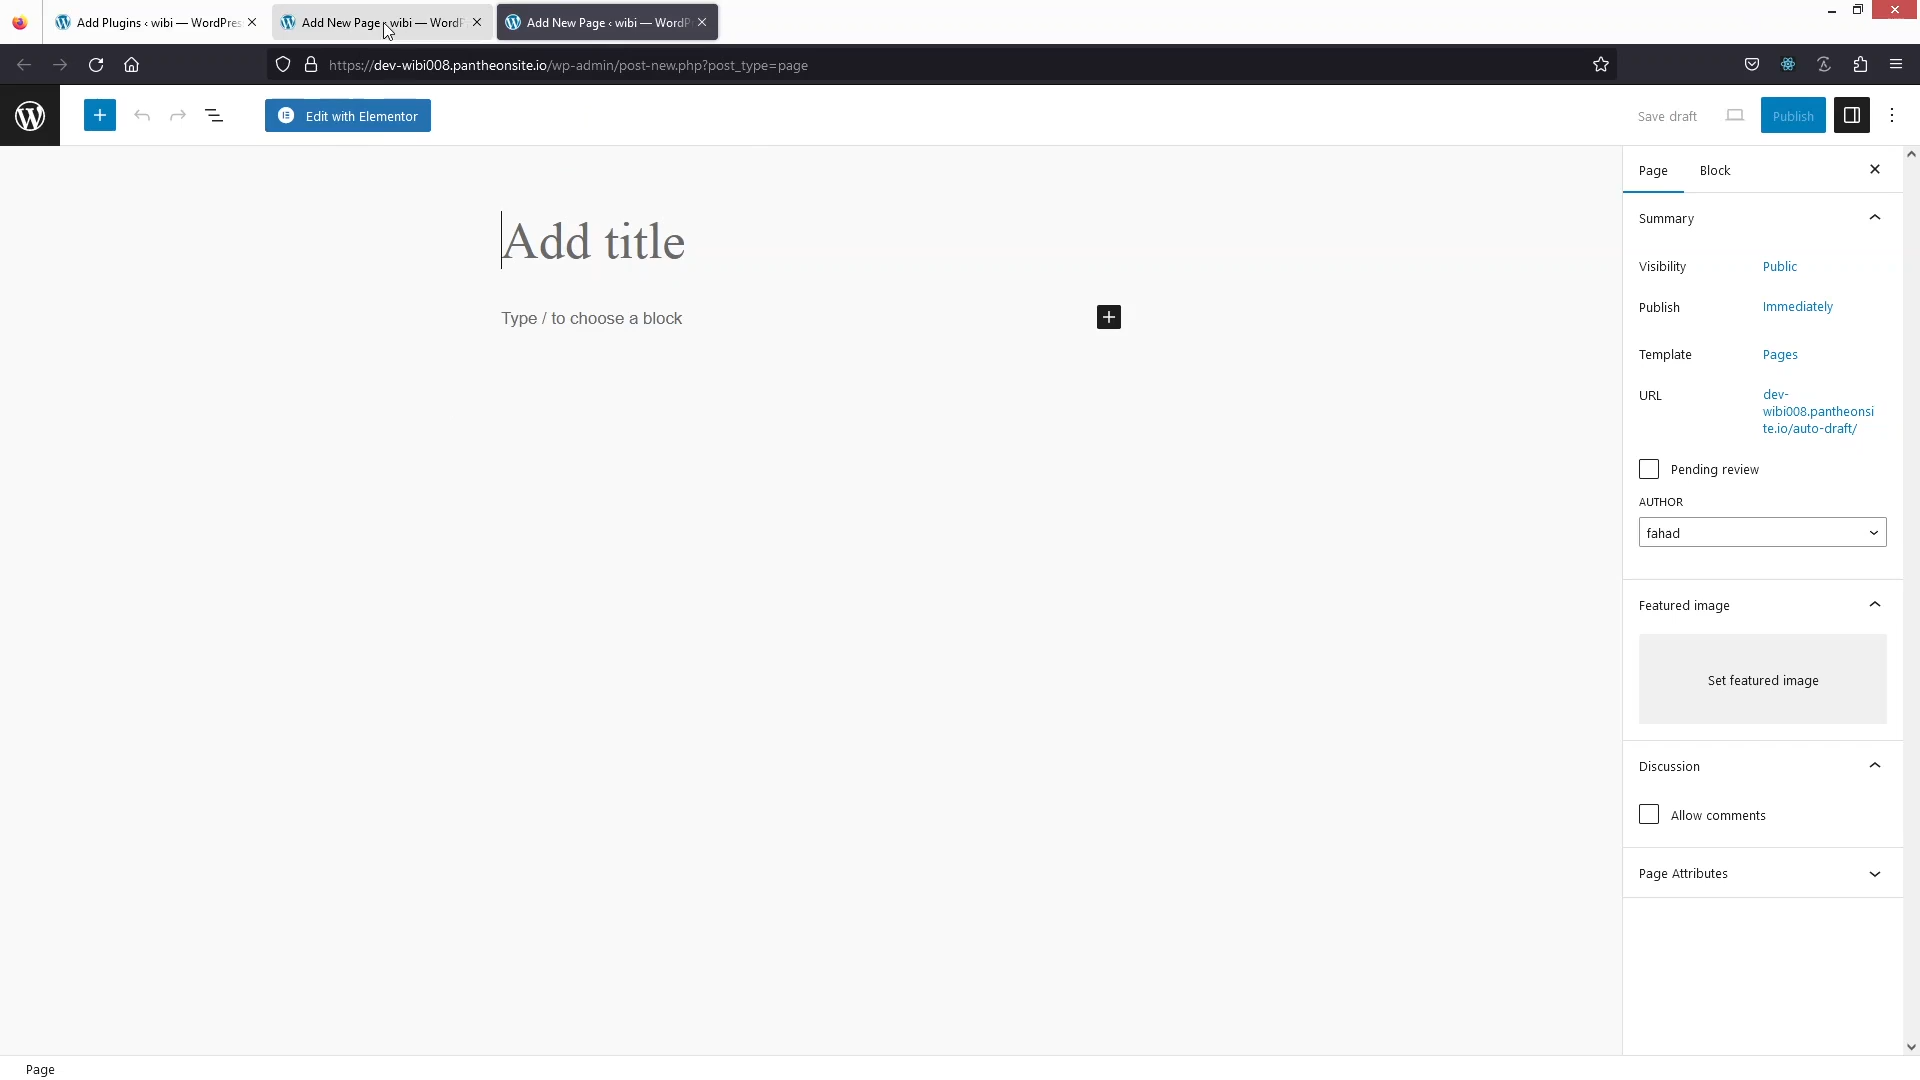 Add Plugins ‹ wibi — WordPres
Add New Page ‹ wibi — WordP
Add New Page ‹ wibi — WordP
https://dev-wibi008.pantheonsite.io/wp-admin/post-new.php?post_type=page
Edit with Elementor
Save draft
Publish
Page
Block
Add title
Type / to choose a block
Summary
Visibility
Public
Publish
Immediately
Template
Pages
URL
dev-
wibi008.pantheonsi
te.io/auto-draft/
Pending review
AUTHOR
fahad
Featured image
Set featured image
Discussion
Allow comments
Page Attributes
Page